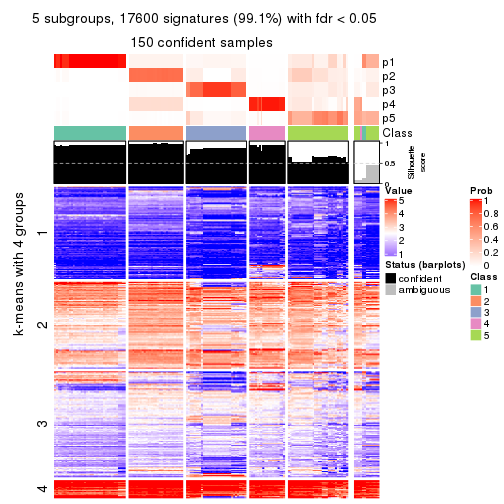 5 subgroups, 17600 signatures (99.1%) with fdr < 0.05
150 confident samples
p1
p2
p3
p4
p5
Class
1
0.5
0
Silhouette
score
k-means with 4 groups
1
2
3
4
Value
5
4
3
2
1
Status (barplots)
confident
ambiguous
Prob
1
0.8
0.6
0.4
0.2
0
Class
1
2
3
4
5